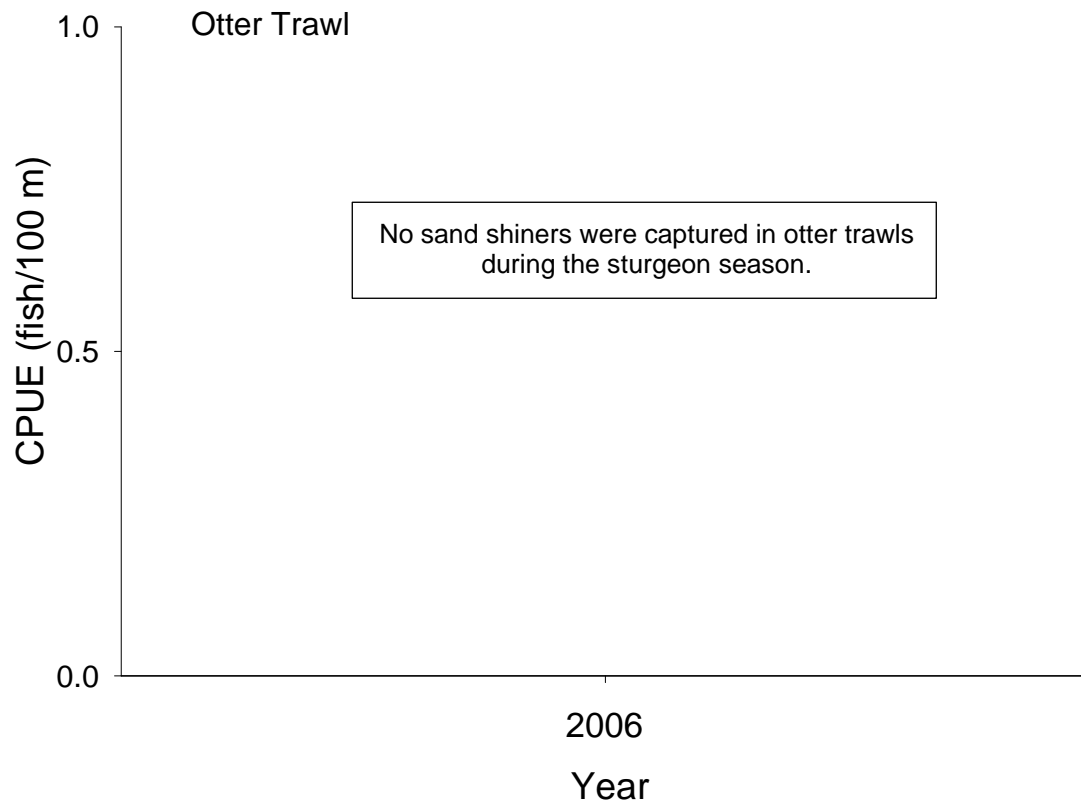 Otter Trawl
1.0
No sand shiners were captured in otter trawls
during the sturgeon season.
CPUE (fish/100 m)
0.5
0.0
2006
Year